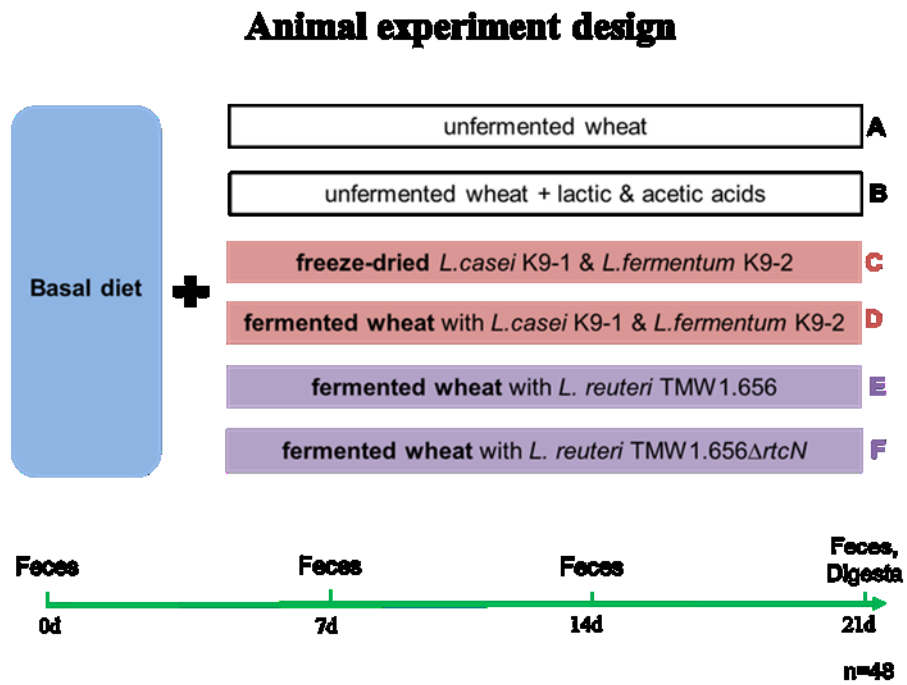 Animal experiment design
unfermented wheat A
unfermented wheat + lactic & acetic acids B
freeze-dried L.casei K9-1 & L.fermentum K9-2 C
Basal diet +
fermented wheat with L.casei K9-1 & L.fermentum K9-2 D
fermented wheat with L. reuteri TMW1.656 E
fermented wheat with L. reuteri TMW1.656ΔrtcN F
Feces Feces Feces Feces,
Digesta
0d 7d 14d 21d
n=48